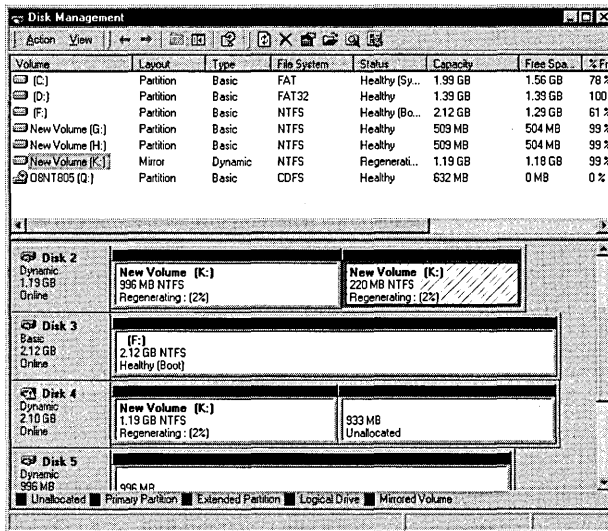 Disk Management
Action View
Volume Layout Type File System Status Capacity Free Spa... % Fr
(C:) Partition Basic FAT Healthy (Sy... 1.99 GB 1.56 GB 78 %
(D:) Partition Basic FAT32 Healthy 1.39 GB 1.39 GB 100
(F:) Partition Basic NTFS Healthy (Bo... 2.12 GB 1.29 GB 61 %
New Volume (G:) Partition Basic NTFS Healthy 509 MB 504 MB 99 %
New Volume (H:) Partition Basic NTFS Healthy 509 MB 504 MB 99 %
New Volume (K:) Mirror Dynamic NTFS Regenerati... 1.19 GB 1.18 GB 99 %
08NT805 (Q:) Partition Basic CDFS Healthy 632 MB 0 MB 0 %
Disk 2
Dynamic
1.19 GB
Online
New Volume (K:)
996 MB NTFS
Regenerating : (2%)
New Volume (K:)
220 MB NTFS
Regenerating : (2%)
Disk 3
Basic
2.12 GB
Online
(F:)
2.12 GB NTFS
Healthy (Boot)
Disk 4
Dynamic
2.10 GB
Online
New Volume (K:)
1.19 GB NTFS
Regenerating : (2%)
933 MB
Unallocated
Disk 5
Dynamic
996 MB
996 MB
Unallocated Primary Partition Extended Partition Logical Drive Mirrored Volume